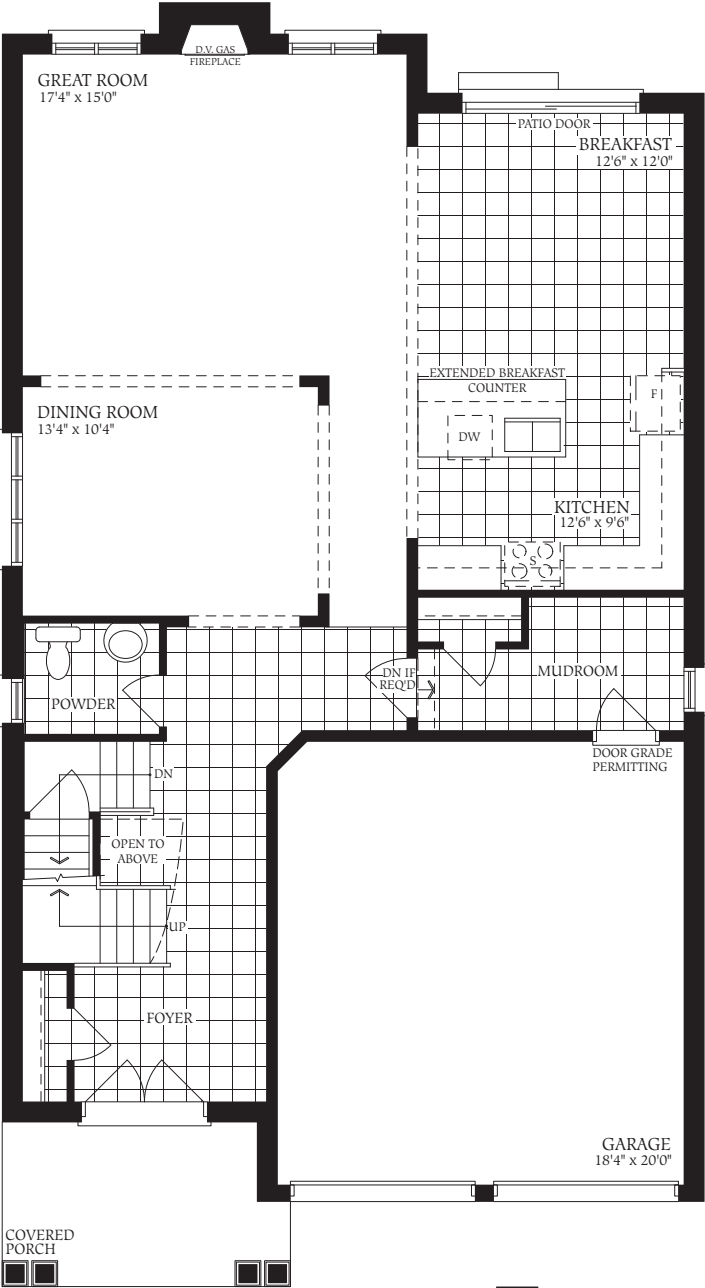 D.V. GAS
FIREPLACE
GREAT ROOM
17'4" x 15'0"
PATIO DOOR
BREAKFAST
12'6" x 12'0"
EXTENDED BREAKFAST
COUNTER
F
DINING ROOM
13'4" x 10'4"
DW
KITCHEN
12'6" x 9'6"
S
DN IF
REQ'D
MUDROOM
POWDER
DOOR GRADE
PERMITTING
DN
OPEN TO
ABOVE
UP
FOYER
GARAGE
18'4" x 20'0"
COVERED
PORCH